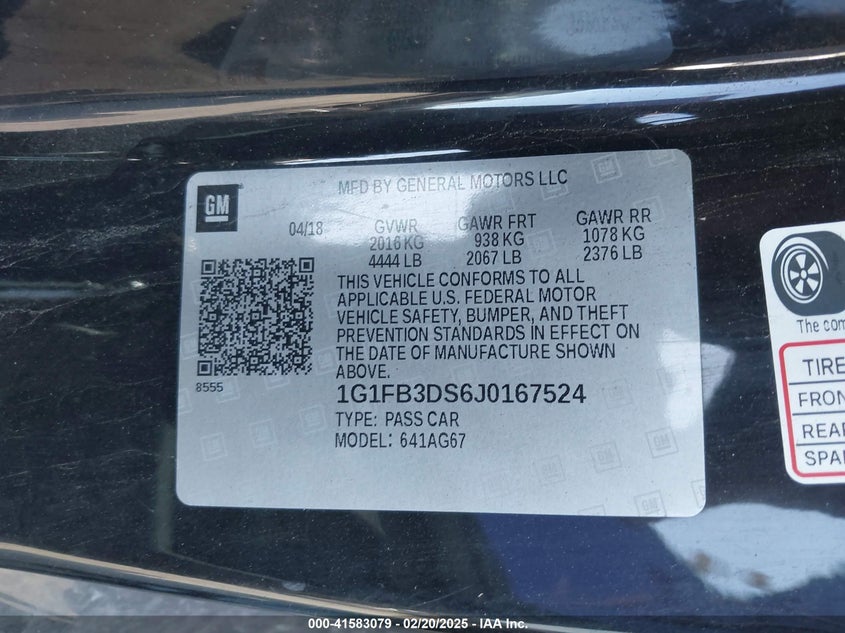 GM
MFD BY GENERAL MOTORS LLC
04/18
GVWR GAWR FRT GAWR RR
2016 KG 938 KG 1078 KG
4444 LB 2067 LB 2376 LB
THIS VEHICLE CONFORMS TO ALL
APPLICABLE U.S. FEDERAL MOTOR
VEHICLE SAFETY, BUMPER, AND THEFT
PREVENTION STANDARDS IN EFFECT ON
THE DATE OF MANUFACTURE SHOWN
ABOVE.
8555
1G1FB3DS6J0167524
TYPE: PASS CAR
MODEL: 641AG67
The com
TIRE
FRON
REAR
SPAR
000-41583079 - 02/20/2025 - IAA Inc.